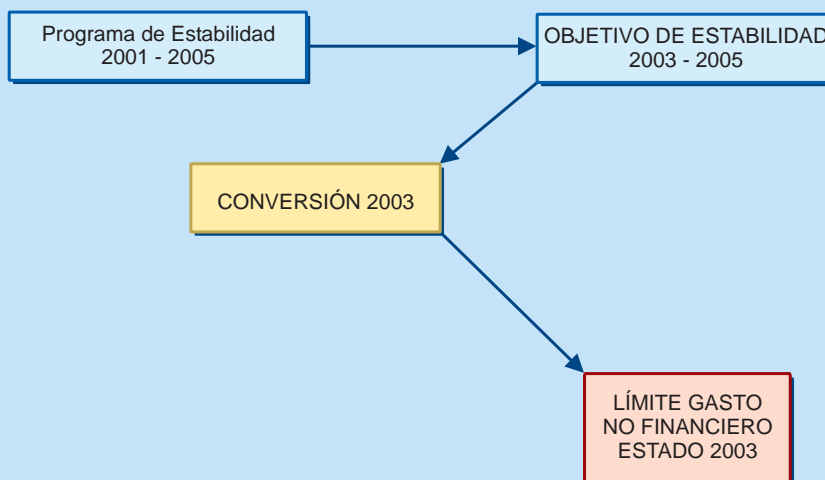 Programa de Estabilidad
2001 - 2005
OBJETIVO DE ESTABILIDAD
2003 - 2005
CONVERSIÓN 2003
LÍMITE GASTO
NO FINANCIERO
ESTADO 2003